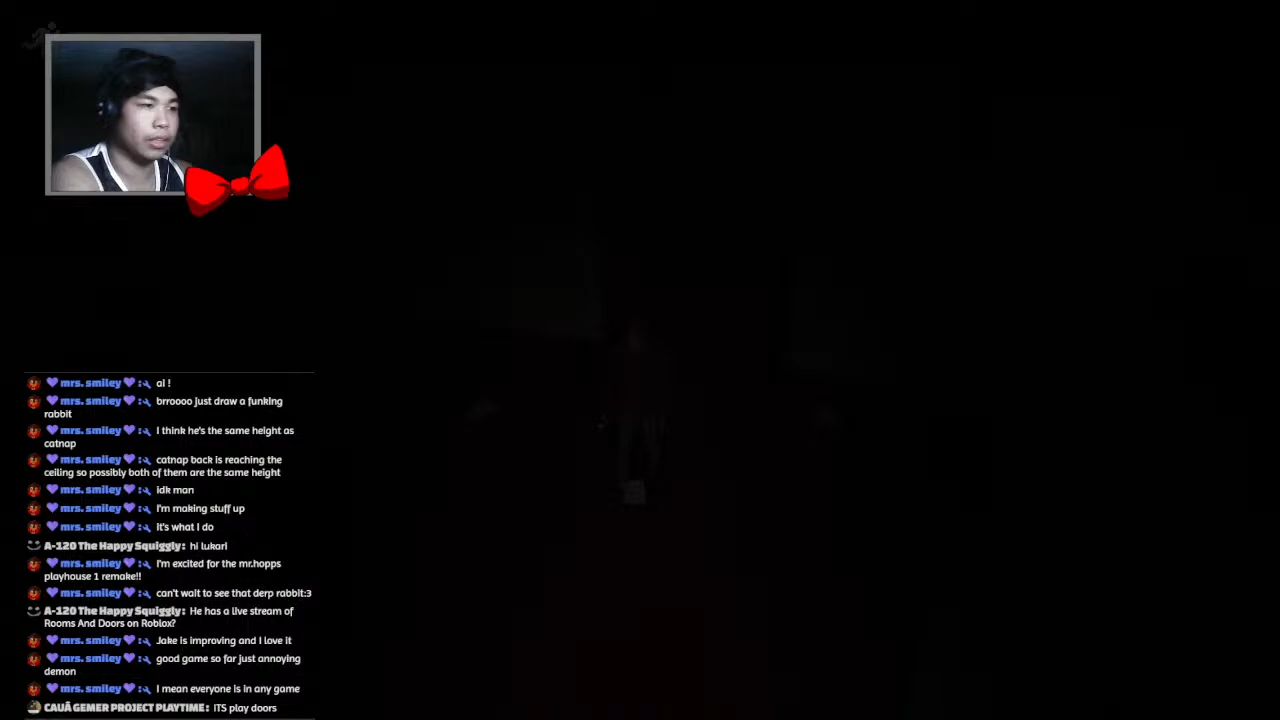 mrs. smiley : ai !
mrs. smiley : brroooo just draw a funking
rabbit
mrs. smiley : I think he's the same height as
catnap
mrs. smiley : catnap back is reaching the
ceiling so possibly both of them are the same height
mrs. smiley : idk man
mrs. smiley : I'm making stuff up
mrs. smiley : it's what I do
A-120 The Happy Squiggly : hi lukari
mrs. smiley : I'm excited for the mr.hopps
playhouse 1 remake!!
mrs. smiley : can't wait to see that derp rabbit:3
A-120 The Happy Squiggly : He has a live stream of
Rooms And Doors on Roblox?
mrs. smiley : Jake is improving and I love it
mrs. smiley : good game so far just annoying
demon
mrs. smiley : I mean everyone is in any game
CAUÃ GEMER PROJECT PLAYTIME : ITS play doors